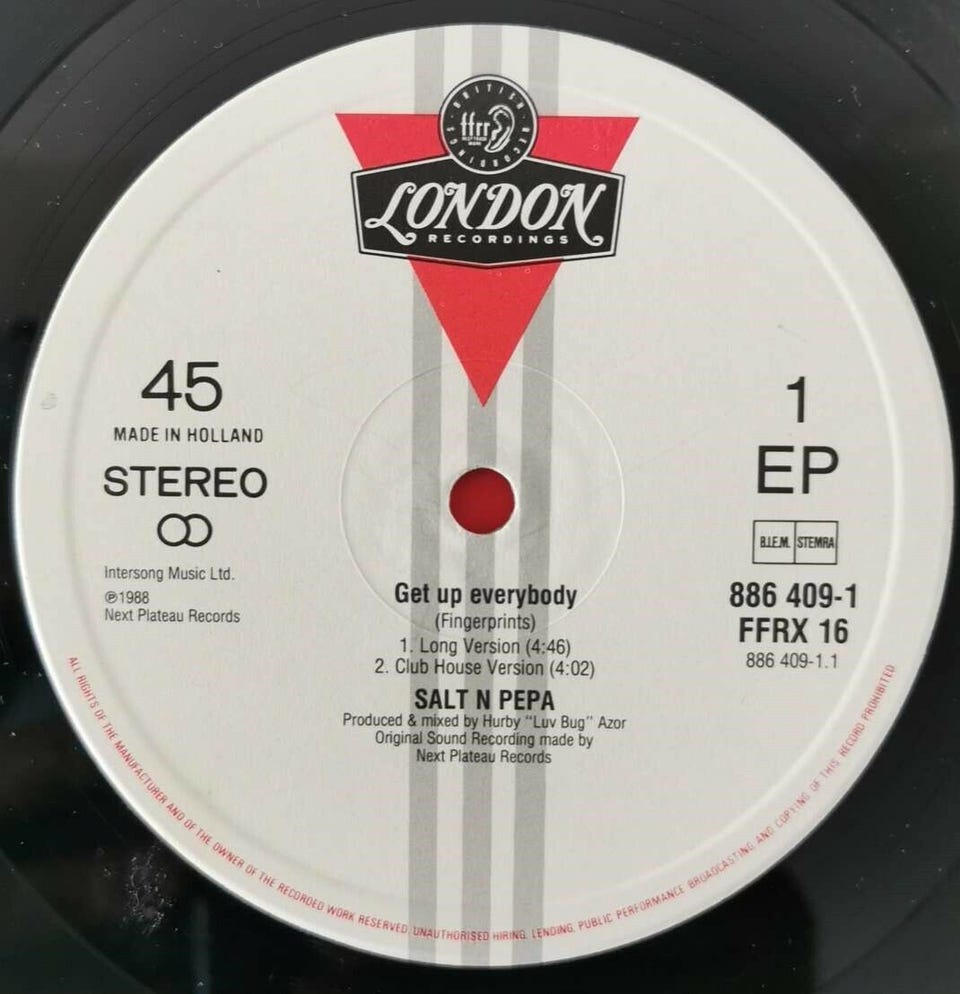 BRITISH RECORDINGS
ffrr
LONDON
RECORDINGS
45
MADE IN HOLLAND
STEREO
Intersong Music Ltd.
℗1988
Next Plateau Records
1
EP
B.I.E.M. STEMRA
886 409-1
FFRX 16
886 409-1.1
Get up everybody
(Fingerprints)
1. Long Version (4:46)
2. Club House Version (4:02)
SALT N PEPA
Produced & mixed by Hurby "Luv Bug" Azor
Original Sound Recording made by
Next Plateau Records
ALL RIGHTS OF THE MANUFACTURER AND OF THE OWNER OF THE RECORDED WORK RESERVED. UNAUTHORISED HIRING, LENDING, PUBLIC PERFORMANCE BROADCASTING AND COPYING OF THIS RECORD PROHIBITED